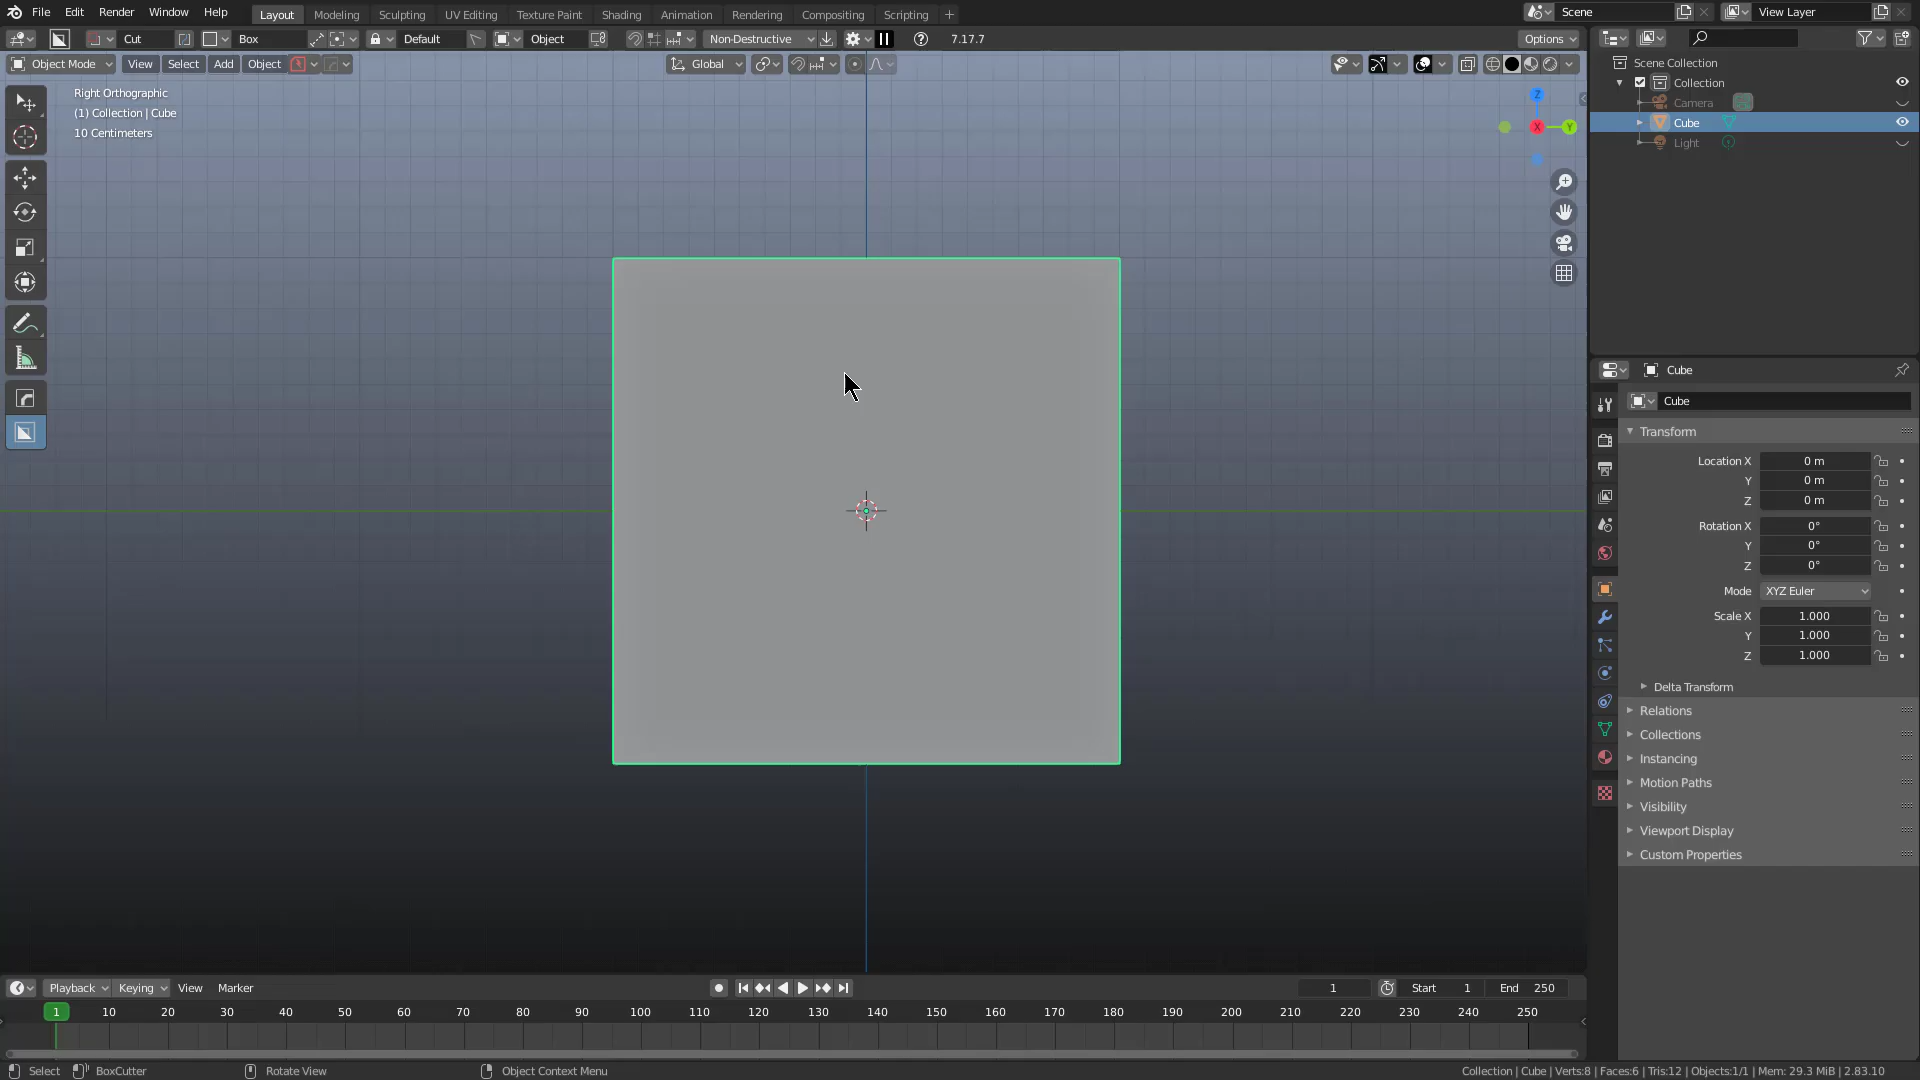 File Edit Render Window Help Layout Modeling Sculpting UV Editing Texture Paint Shading Animation Rendering Compositing Scripting + Scene View Layer
Cut Box Default Object Non-Destructive 7.17.7 Options
Object Mode View Select Add Object Global
Right Orthographic
(1) Collection | Cube
10 Centimeters
Z
X
Y
Scene Collection
Collection
Camera
Cube
Light
Cube
Cube
Transform
Location X 0 m
Y 0 m
Z 0 m
Rotation X 0°
Y 0°
Z 0°
Mode XYZ Euler
Scale X 1.000
Y 1.000
Z 1.000
Delta Transform
Relations
Collections
Instancing
Motion Paths
Visibility
Viewport Display
Custom Properties
Playback Keying View Marker 1 Start 1 End 250
1 10 20 30 40 50 60 70 80 90 100 110 120 130 140 150 160 170 180 190 200 210 220 230 240 250
Select BoxCutter Rotate View Object Context Menu Collection | Cube | Verts:8 | Faces:6 | Tris:12 | Objects:1/1 | Mem: 29.3 MiB | 2.83.10